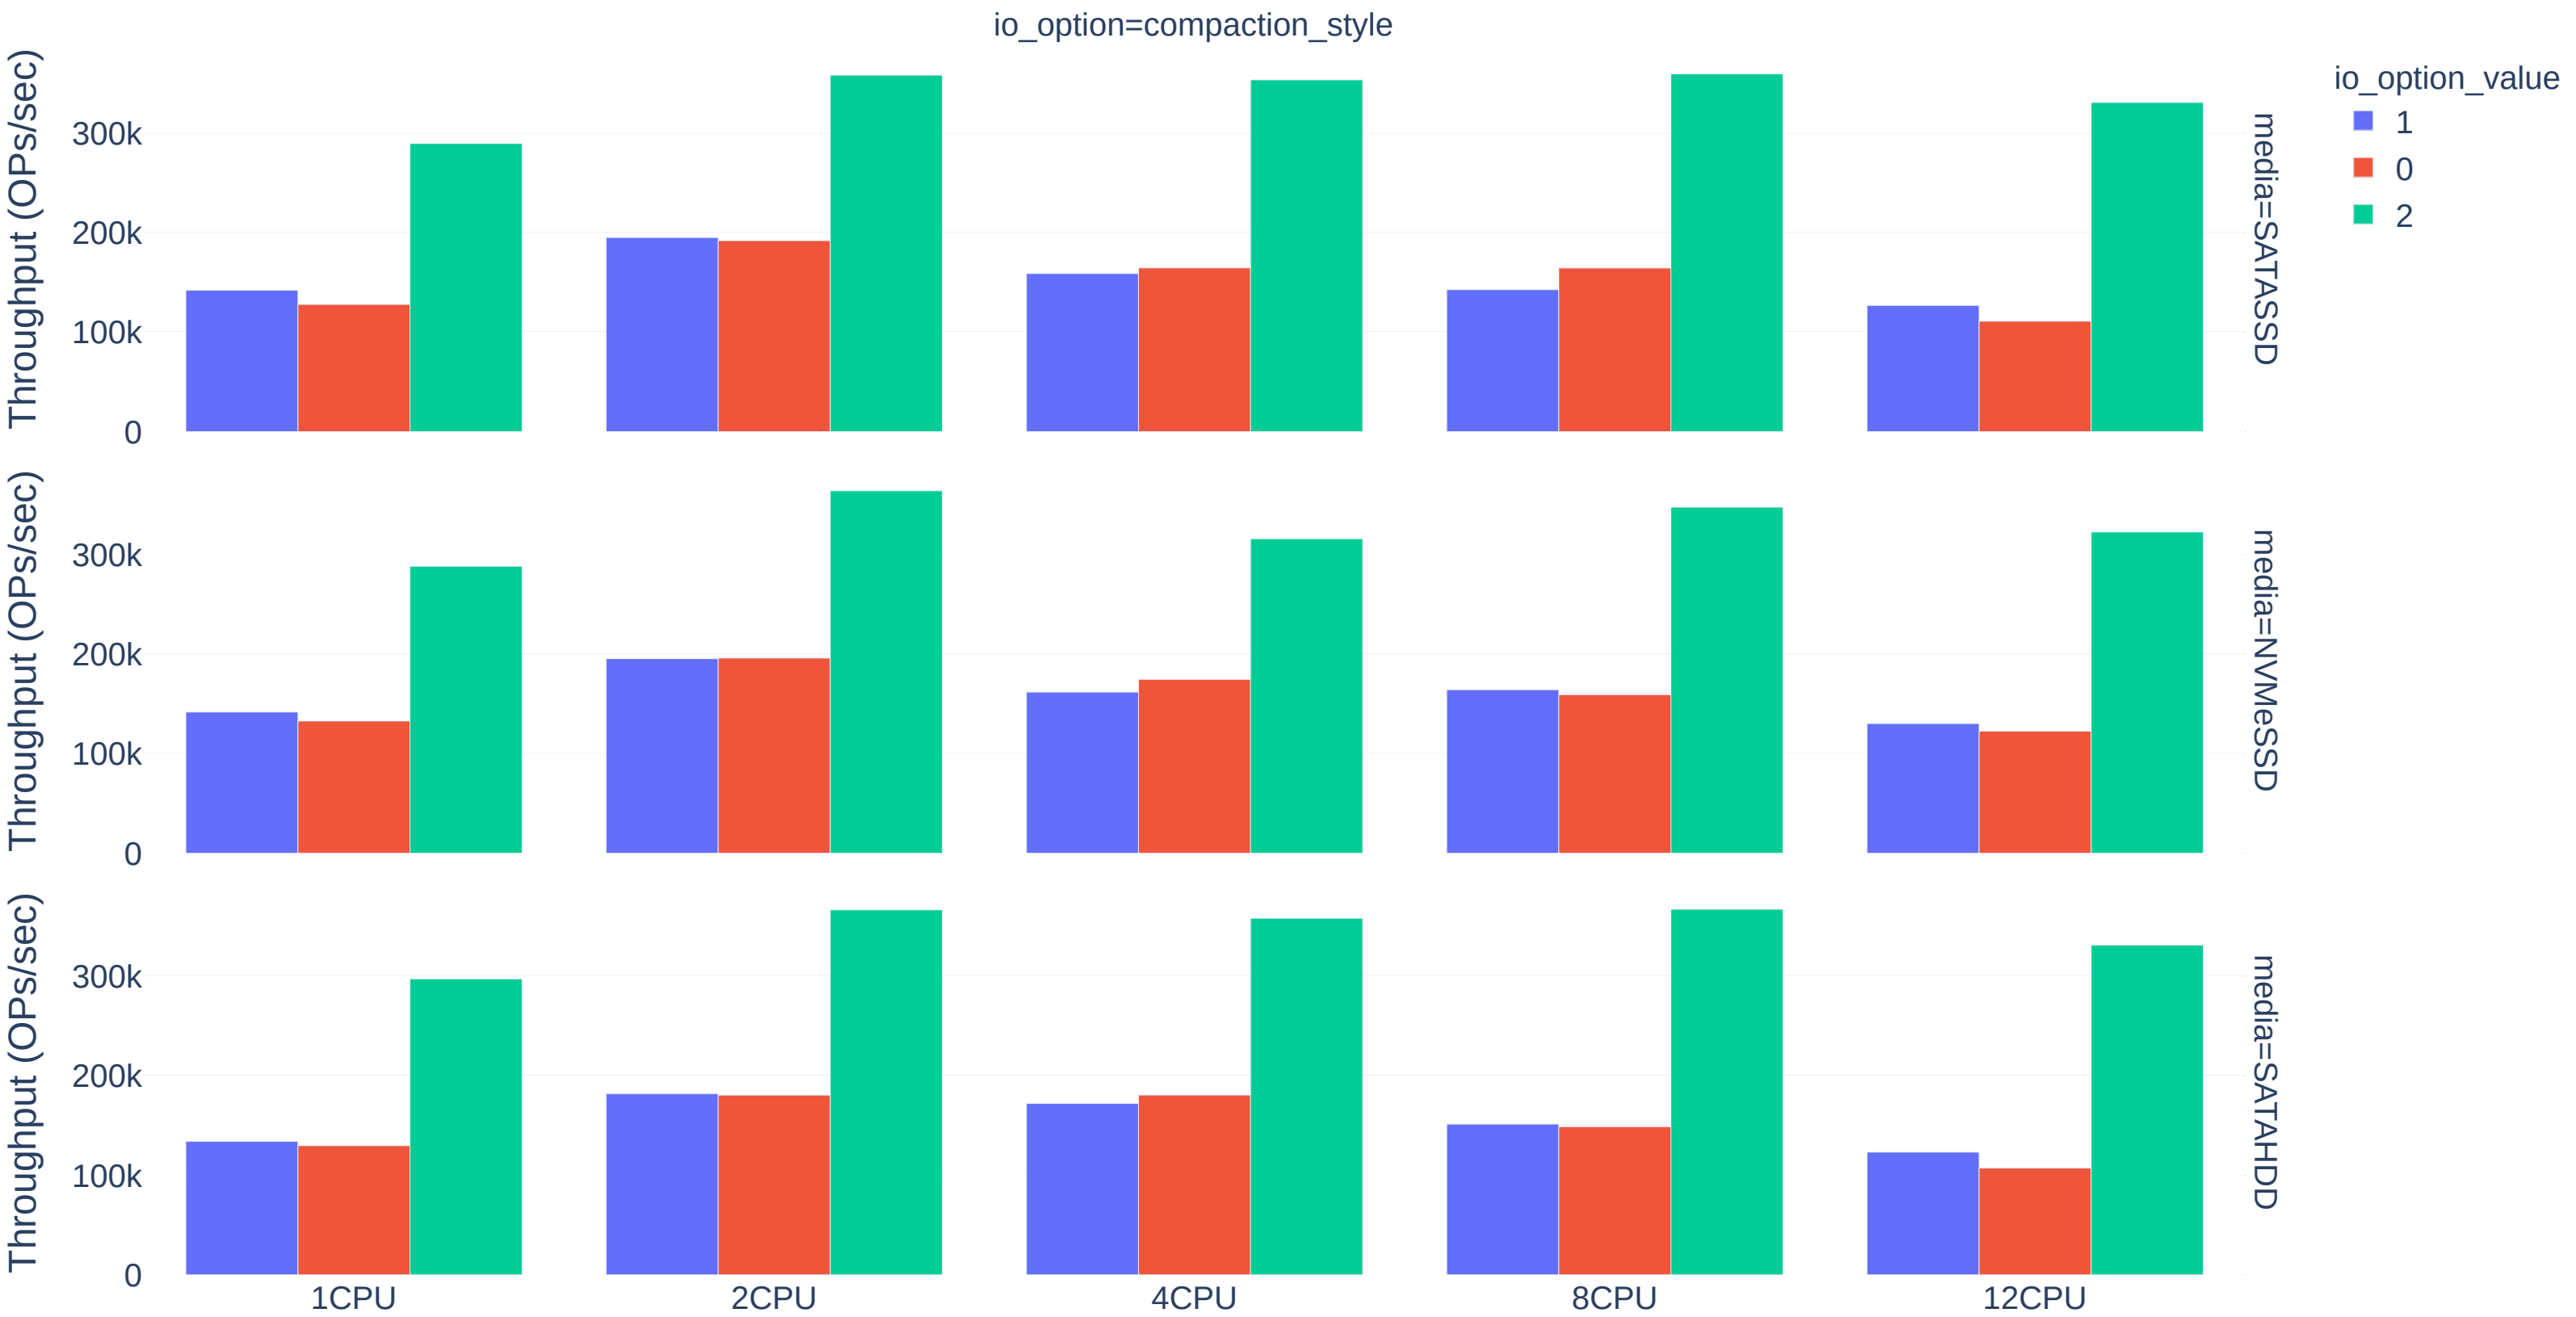 io_option=compaction_style
Throughput (OPs/sec)
300k
200k
100k
0
media=SATASSD
io_option_value
1
0
2
Throughput (OPs/sec)
300k
200k
100k
0
media=NVMeSSD
Throughput (OPs/sec)
300k
200k
100k
0
media=SATAHDD
1CPU
2CPU
4CPU
8CPU
12CPU